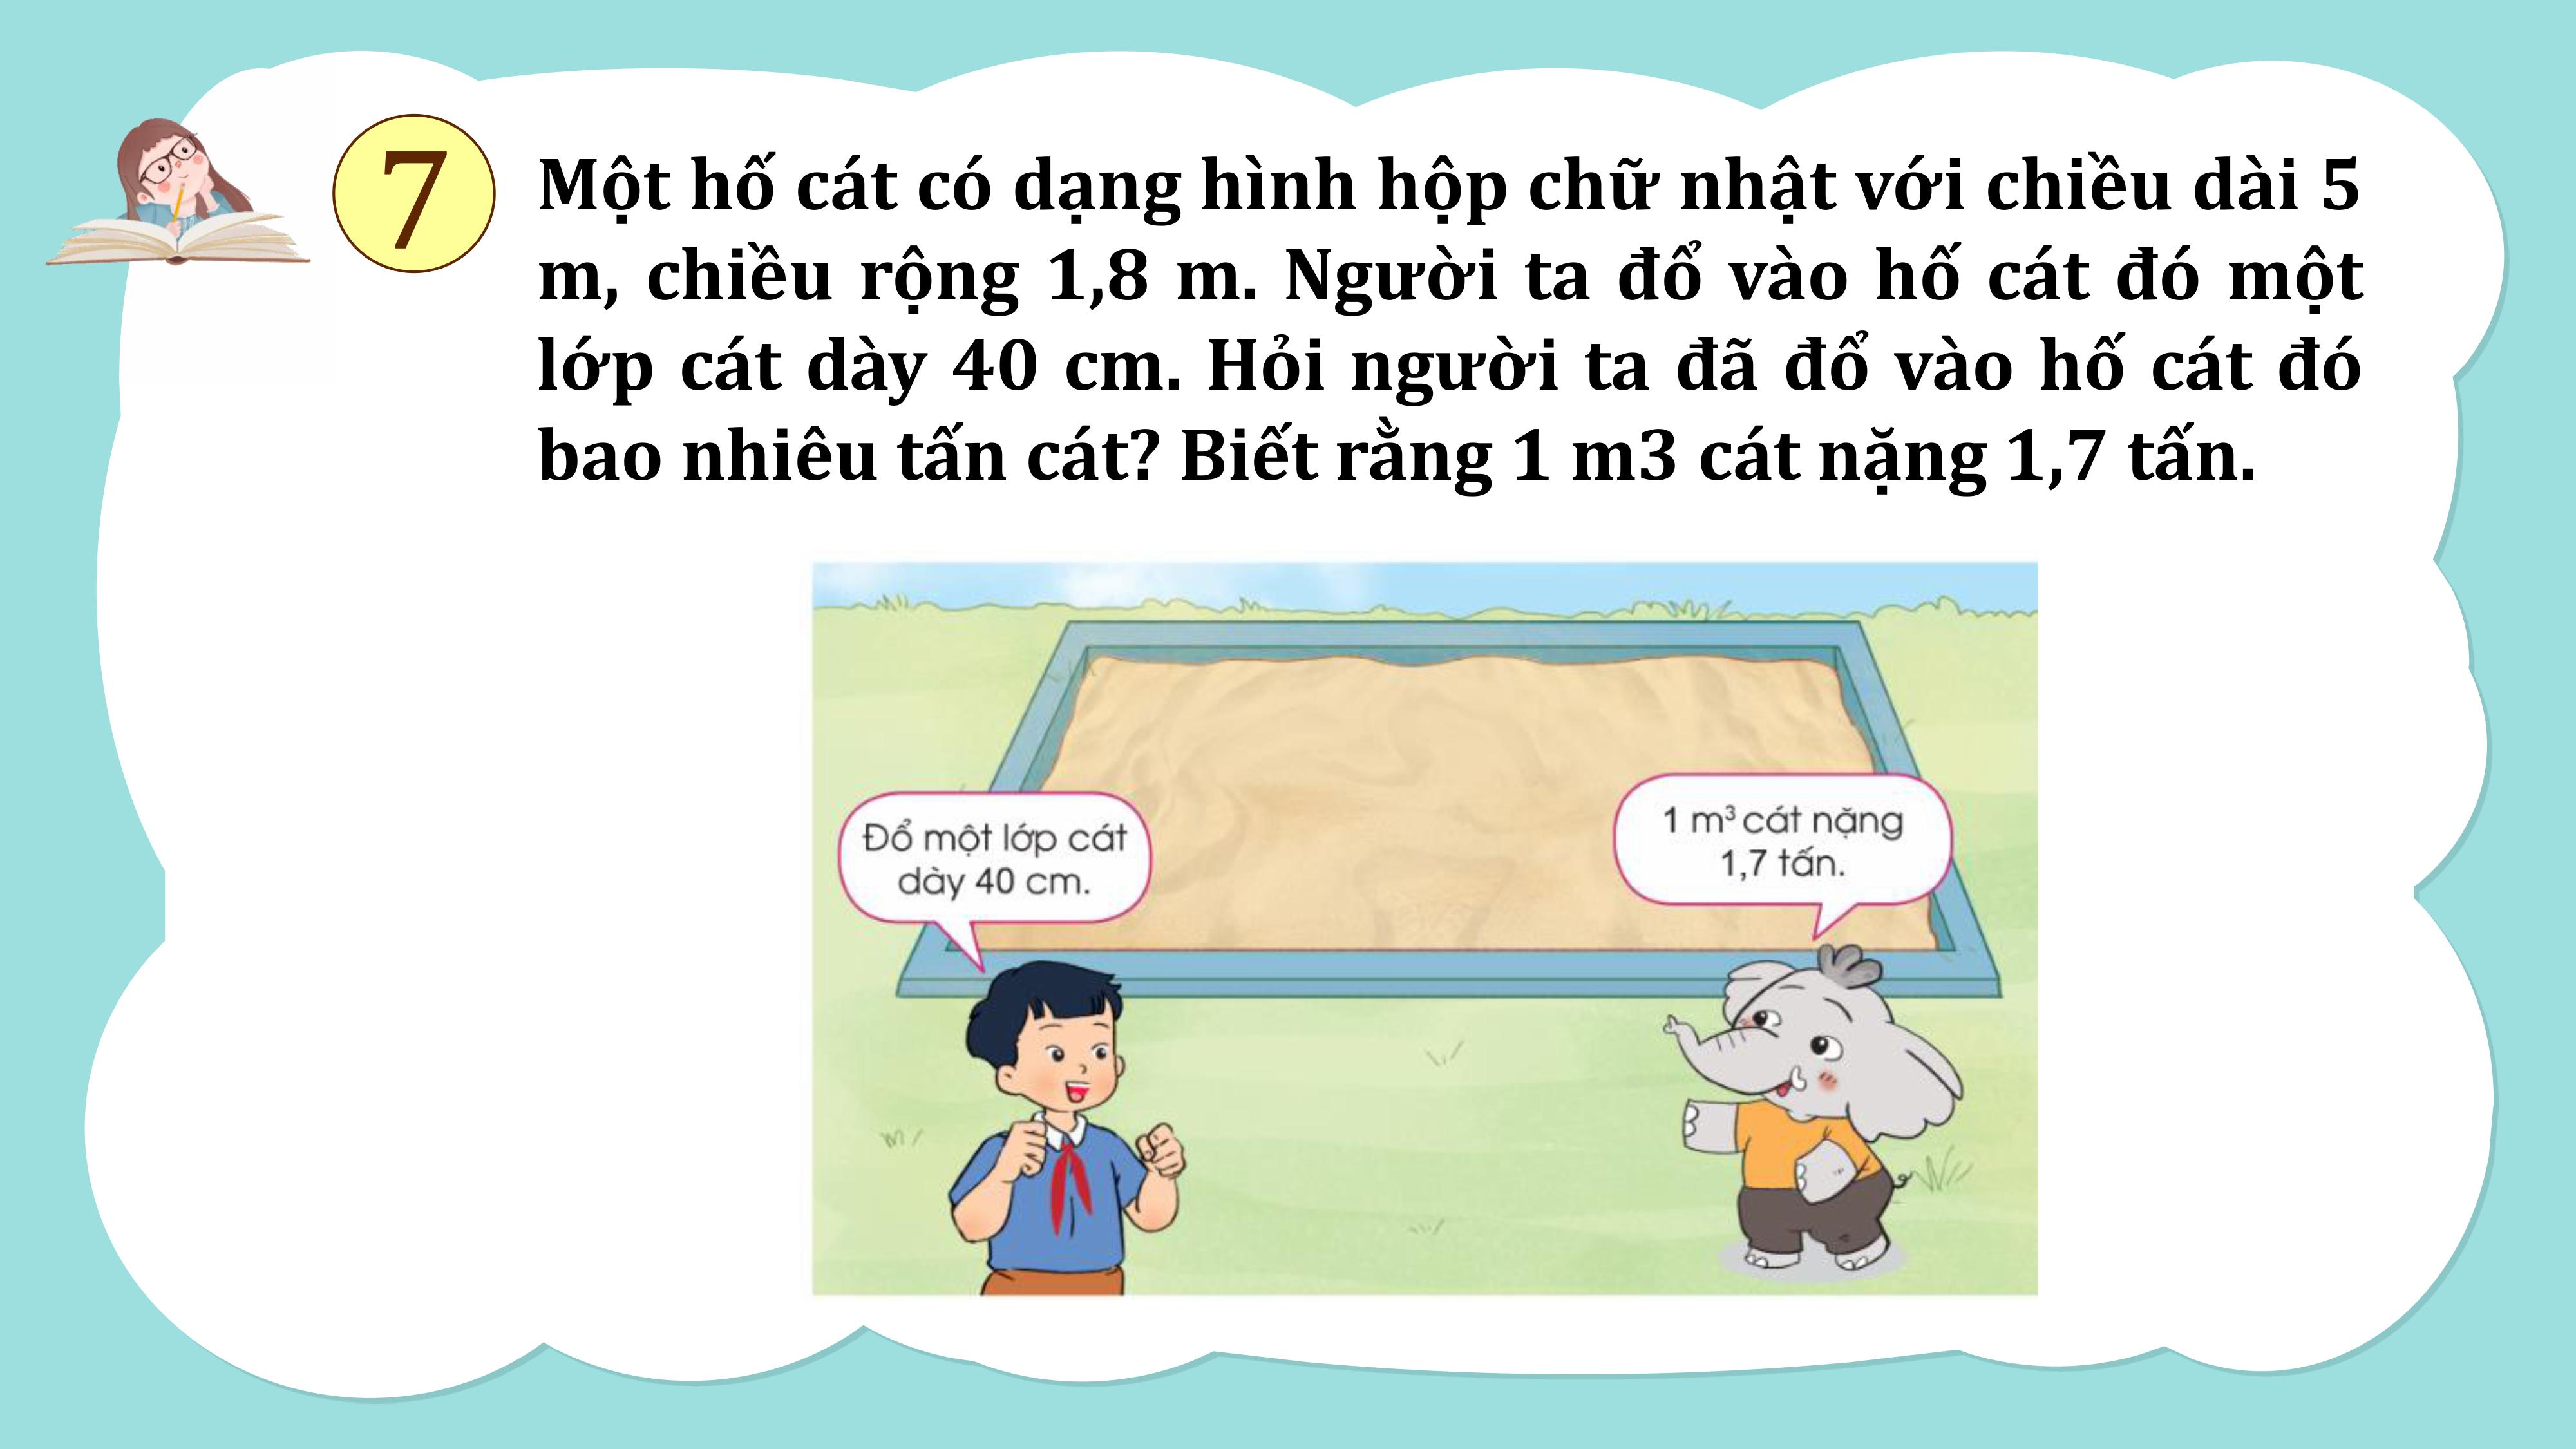 7
Một hố cát có dạng hình hộp chữ nhật với chiều dài 5
m, chiều rộng 1,8 m. Người ta đổ vào hố cát đó một
lớp cát dày 40 cm. Hỏi người ta đã đổ vào hố cát đó
bao nhiêu tấn cát? Biết rằng 1 m3 cát nặng 1,7 tấn.
Đổ một lớp cát
dày 40 cm.
1 m³ cát nặng
1,7 tấn.